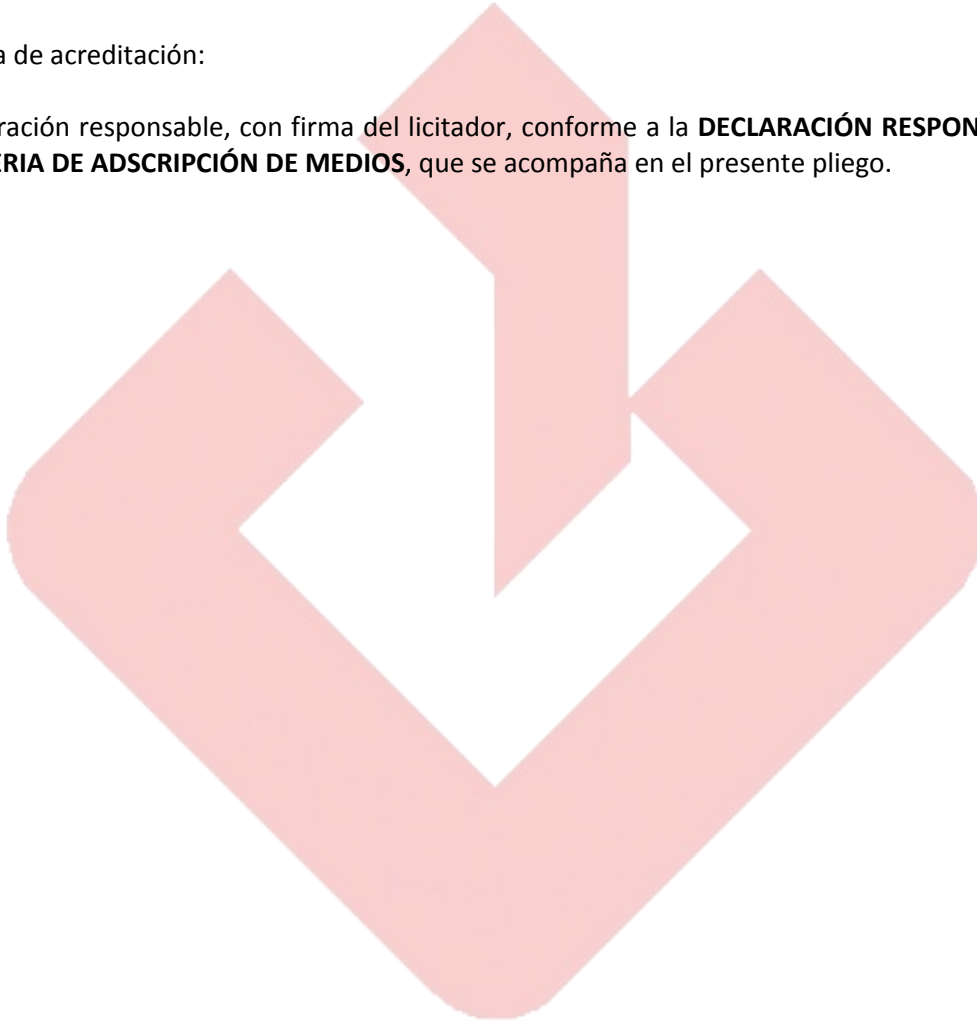 a de acreditación:
ración responsable, con firma del licitador, conforme a la DECLARACIÓN RESPON
ERIA DE ADSCRIPCIÓN DE MEDIOS, que se acompaña en el presente pliego.